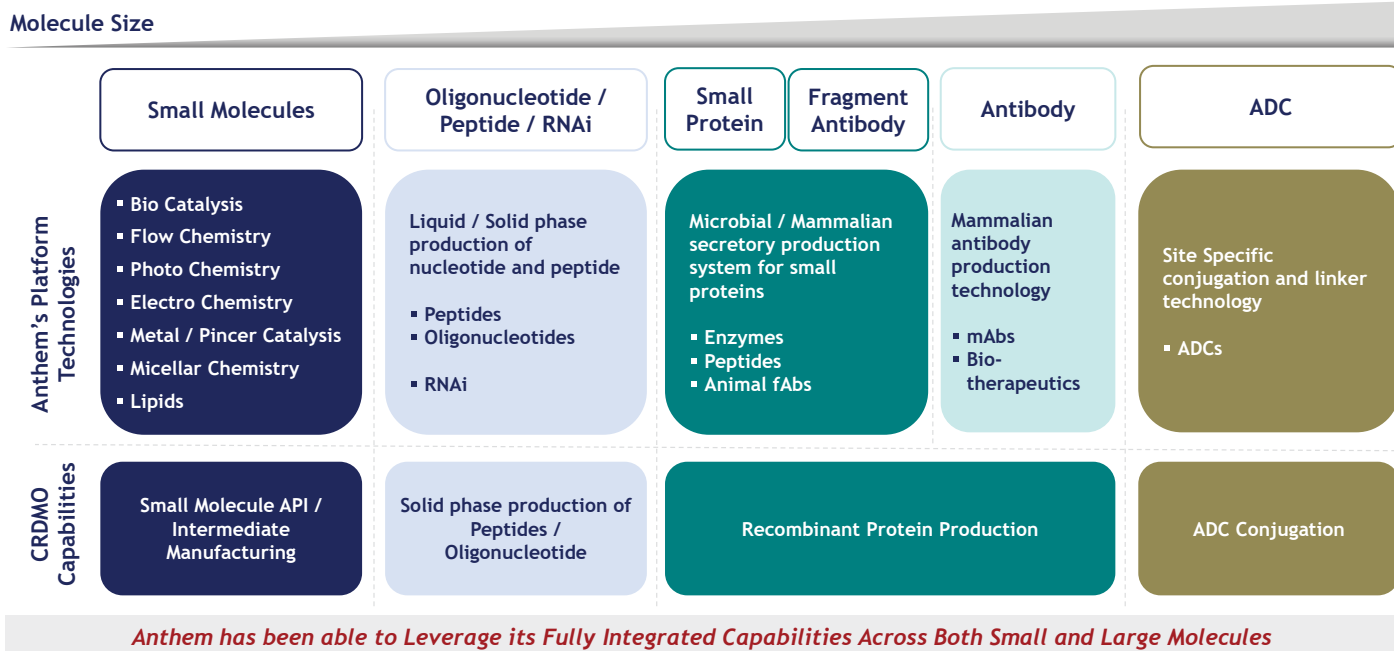 Molecule Size
Small Molecules
Oligonucleotide /
Peptide / RNAi
Small
Protein
Fragment
Antibody
Antibody
ADC
Anthem's Platform
Technologies
▪ Bio Catalysis
▪ Flow Chemistry
▪ Photo Chemistry
▪ Electro Chemistry
▪ Metal / Pincer Catalysis
▪ Micellar Chemistry
▪ Lipids
Liquid / Solid phase
production of
nucleotide and peptide
▪ Peptides
▪ Oligonucleotides
▪ RNAi
Microbial / Mammalian
secretory production
system for small
proteins
▪ Enzymes
▪ Peptides
▪ Animal fAbs
Mammalian
antibody
production
technology
▪ mAbs
▪ Bio-
therapeutics
Site Specific
conjugation and linker
technology
▪ ADCs
CRDMO
Capabilities
Small Molecule API /
Intermediate
Manufacturing
Solid phase production of
Peptides /
Oligonucleotide
Recombinant Protein Production
ADC Conjugation
Anthem has been able to Leverage its Fully Integrated Capabilities Across Both Small and Large Molecules